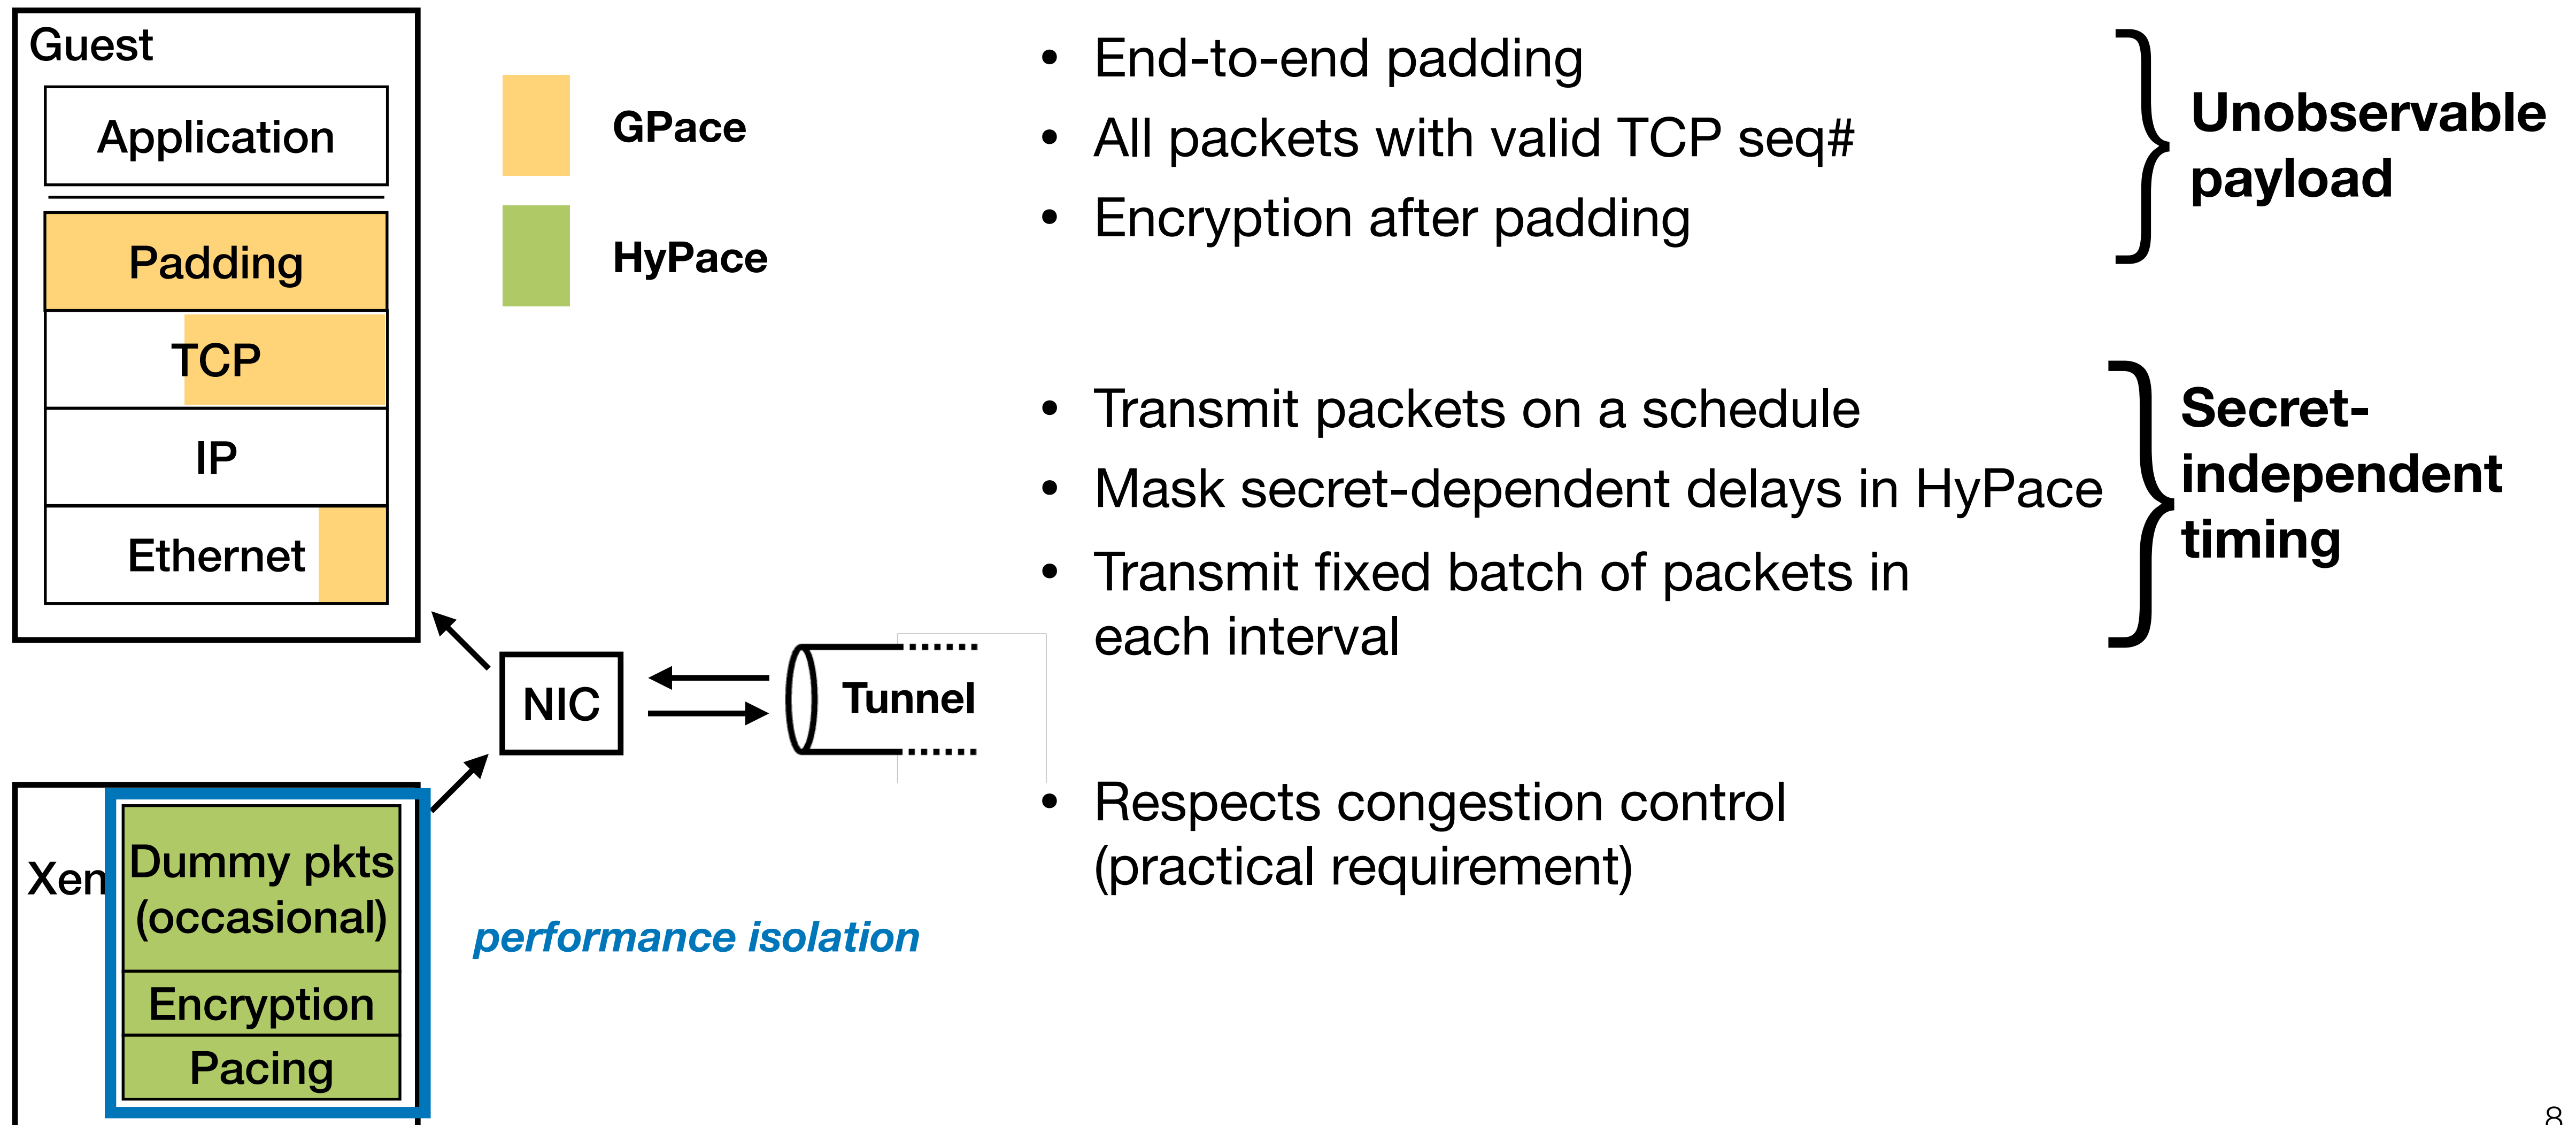 Guest
Application
Padding
TCP
IP
Ethernet
GPace
HyPace
NIC
Tunnel
Xen
Dummy pkts
(occasional)
Encryption
Pacing
performance isolation
• End-to-end padding
• All packets with valid TCP seq#
• Encryption after padding
Unobservable
payload
• Transmit packets on a schedule
• Mask secret-dependent delays in HyPace
• Transmit fixed batch of packets in
each interval
Secret-
independent
timing
• Respects congestion control
(practical requirement)
8